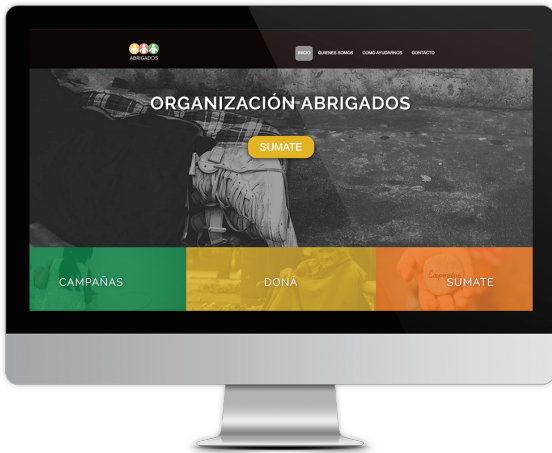 ABRIGADOS
INICIO QUIENES SOMOS COMO AYUDARNOS CONTACTO
ORGANIZACIÓN ABRIGADOS
SUMATE
CAMPAÑAS
DONÁ
SUMATE